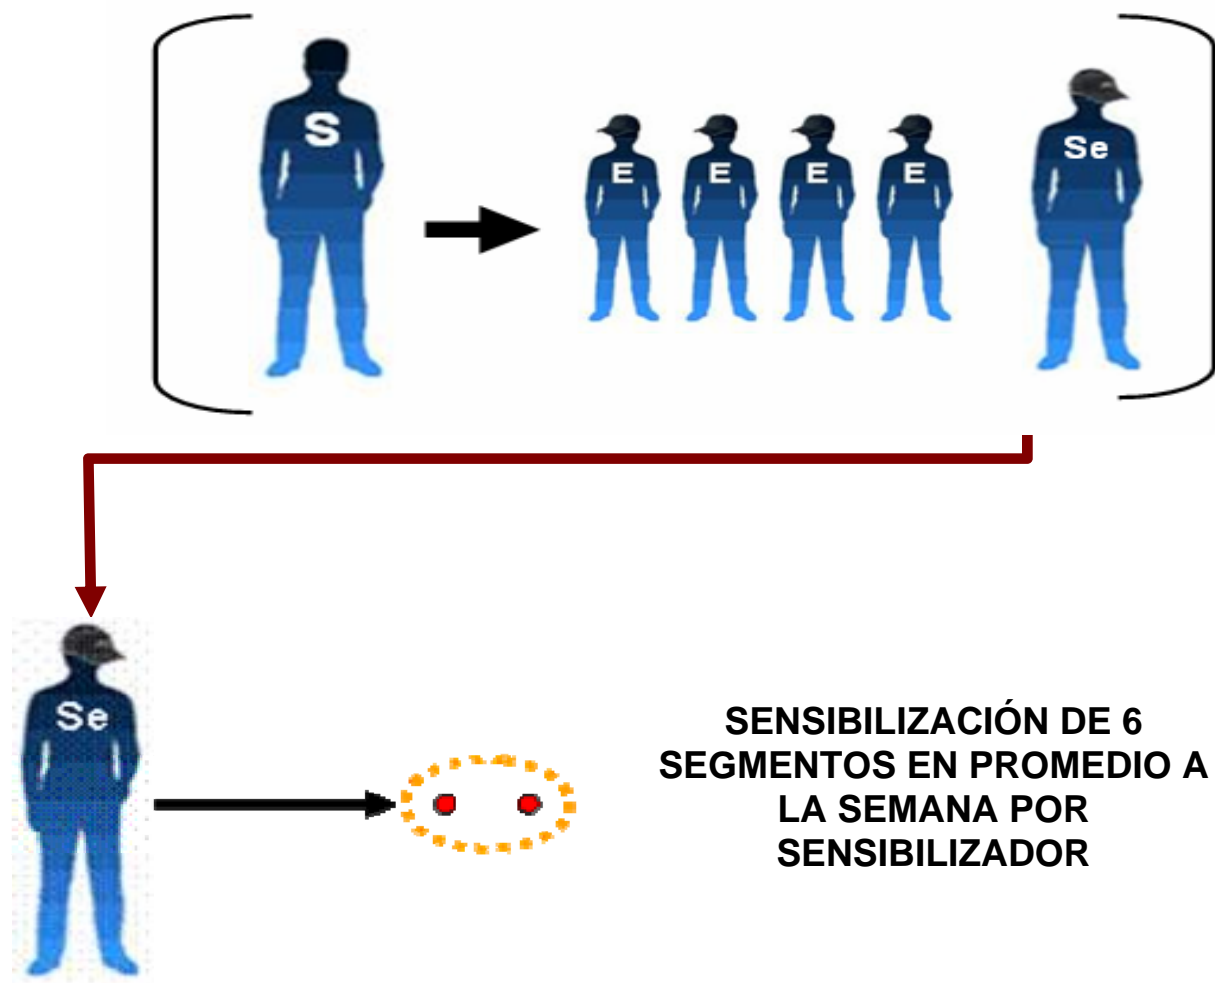 S
E E E E
Se
Se
SENSIBILIZACIÓN DE 6
SEGMENTOS EN PROMEDIO A
LA SEMANA POR
SENSIBILIZADOR